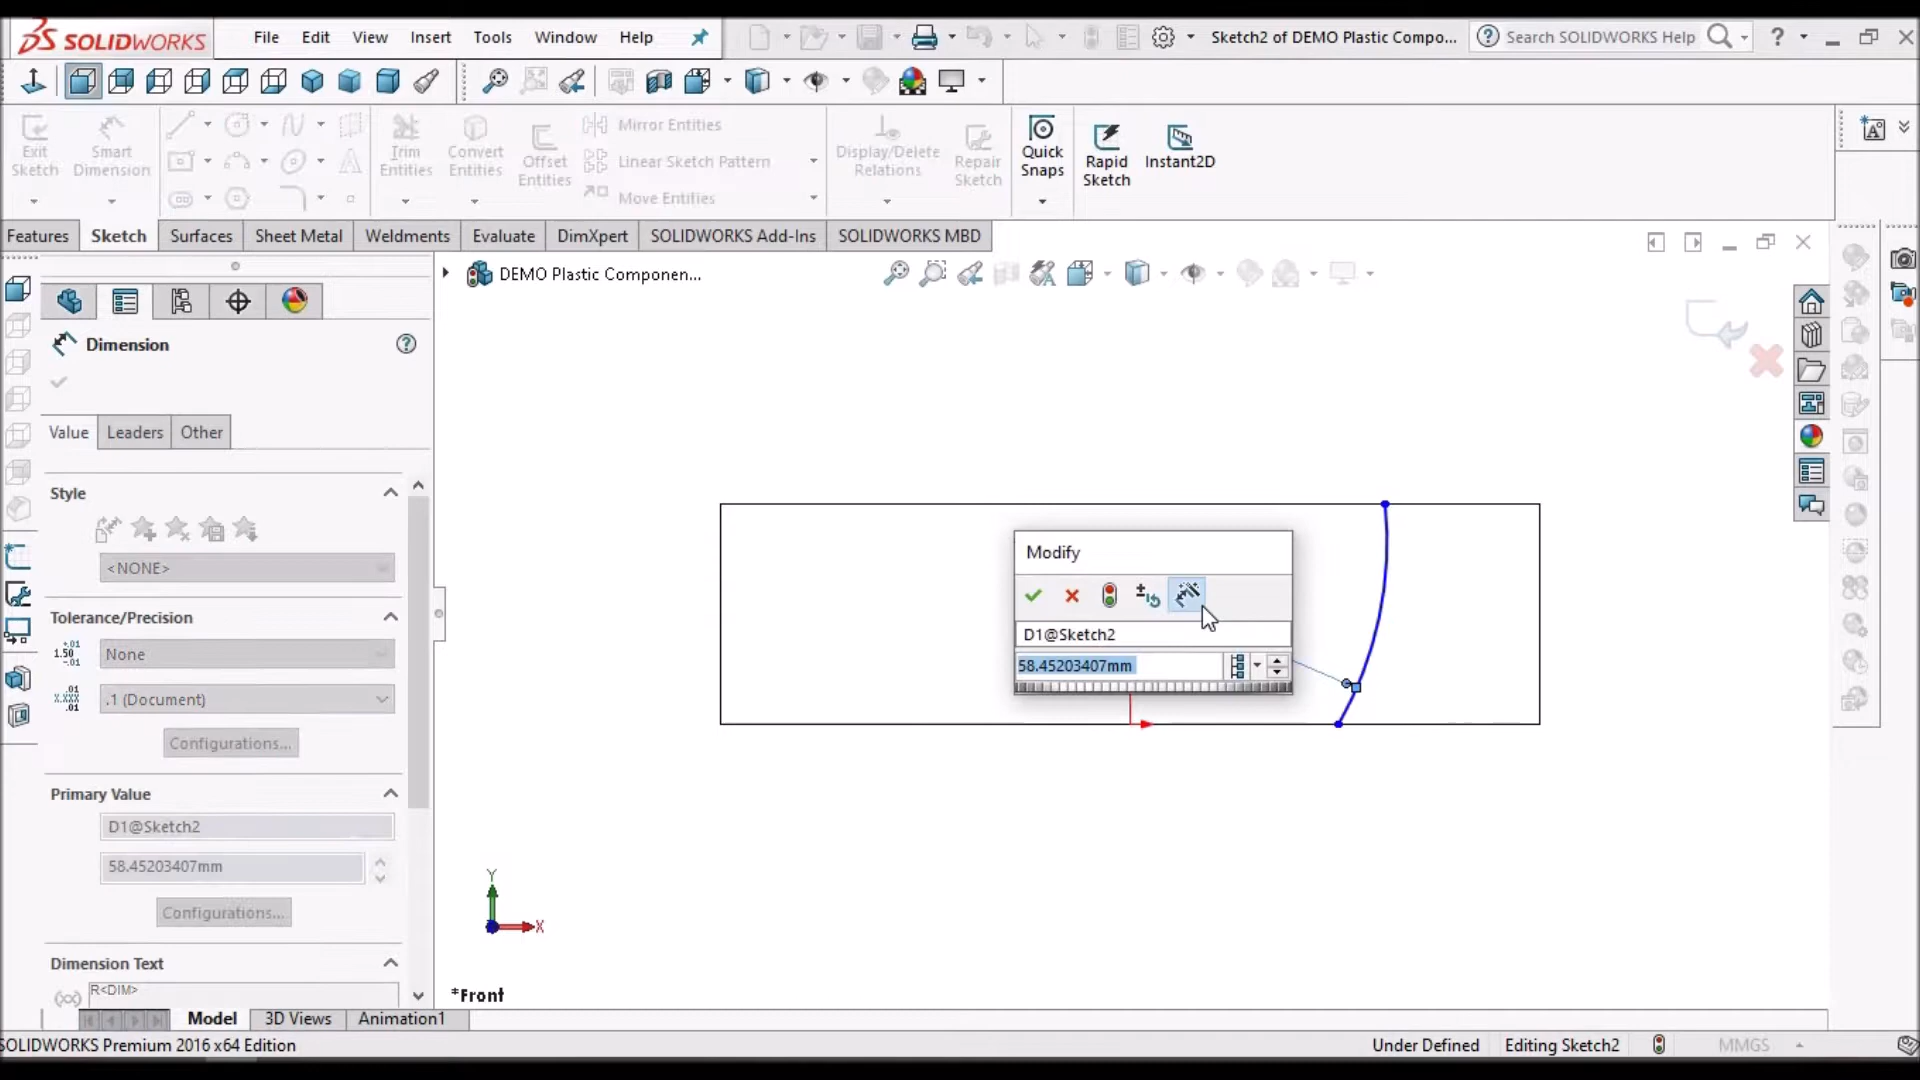 SOLIDWORKS File Edit View Insert Tools Window Help Sketch2 of DEMO Plastic Compo... Search SOLIDWORKS Help
Exit Sketch
Smart Dimension
Trim Entities
Convert Entities
Offset Entities
Mirror Entities
Linear Sketch Pattern
Move Entities
Display/Delete Relations
Repair Sketch
Quick Snaps
Rapid Sketch
Instant2D
Features Sketch Surfaces Sheet Metal Weldments Evaluate DimXpert SOLIDWORKS Add-Ins SOLIDWORKS MBD
DEMO Plastic Componen...
Dimension
Value Leaders Other
Style
<NONE>
Tolerance/Precision
None
.1 (Document)
Configurations...
Primary Value
D1@Sketch2
58.45203407mm
Configurations...
Dimension Text
R<DIM>
Modify
D1@Sketch2
58.45203407mm
Y
X
*Front
Model 3D Views Animation1
SOLIDWORKS Premium 2016 x64 Edition Under Defined Editing Sketch2 MMGS